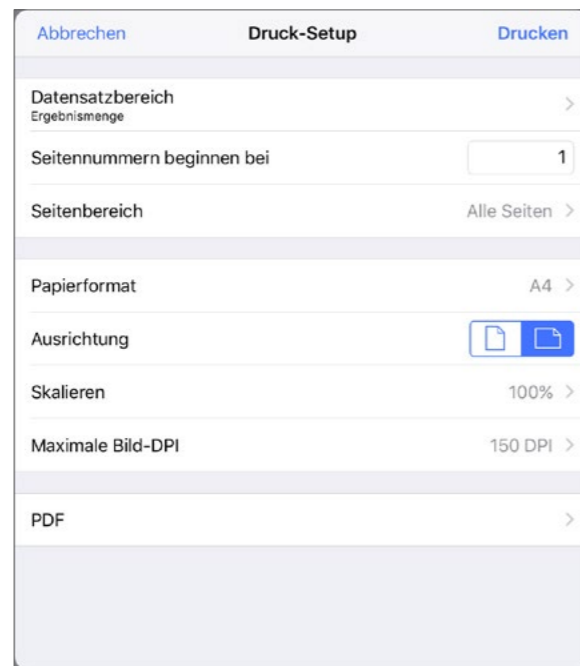 Abbrechen Druck-Setup Drucken
Datensatzbereich
Ergebnismenge
Seitennummern beginnen bei 1
Seitenbereich Alle Seiten
Papierformat A4
Ausrichtung
Skalieren 100%
Maximale Bild-DPI 150 DPI
PDF